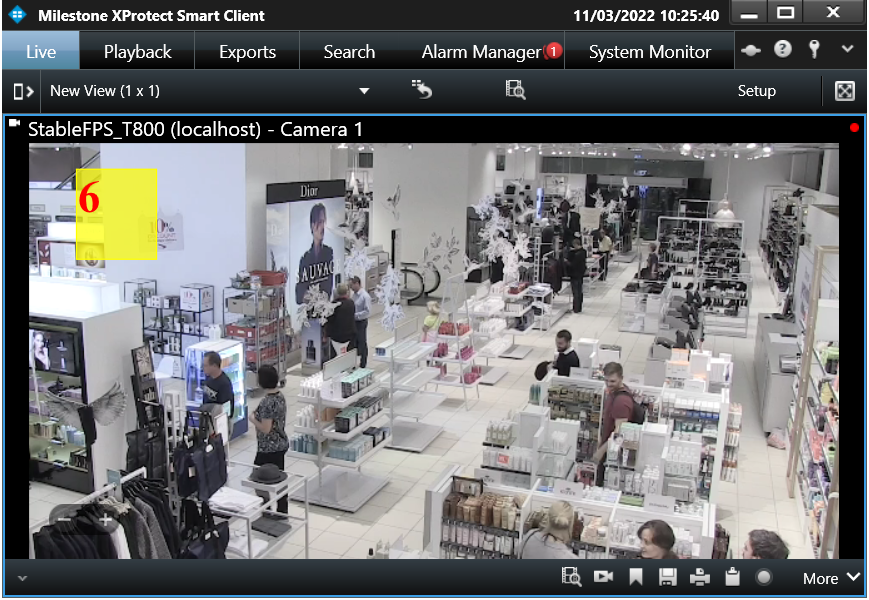 Milestone XProtect Smart Client
11/03/2022 10:25:40
Live
Playback
Exports
Search
Alarm Manager
1
System Monitor
New View (1 x 1)
Setup
StableFPS_T800 (localhost) - Camera 1
6
Dior
SAUVAG
More